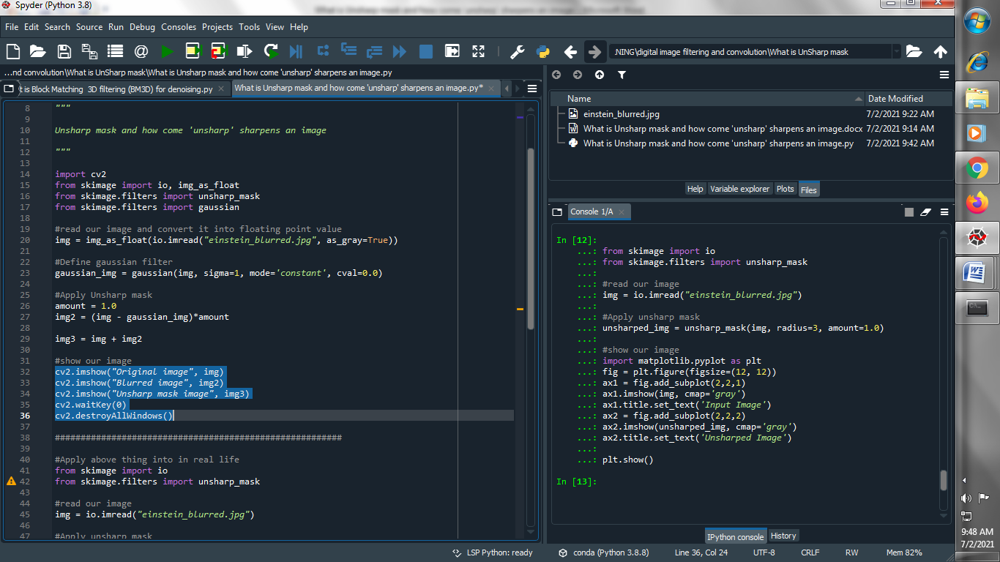 Spyder (Python 3.8)
File Edit Search Source Run Debug Consoles Projects Tools View Help
.NING\digital image filtering and convolution\What is UnSharp mask
...nd convolution\What is UnSharp mask\What is Unsharp mask and how come 'unsharp' sharpens an image.py
t is Block Matching 3D filtering (BM3D) for denoising.py
What is Unsharp mask and how come 'unsharp' sharpens an image.py*
8 """
9
10 Unsharp mask and how come 'unsharp' sharpens an image
11
12 """
13
14 import cv2
15 from skimage import io, img_as_float
16 from skimage.filters import unsharp_mask
17 from skimage.filters import gaussian
18
19 #read our image and convert it into floating point value
20 img = img_as_float(io.imread("einstein_blurred.jpg", as_gray=True))
21
22 #Define gaussian filter
23 gaussian_img = gaussian(img, sigma=1, mode='constant', cval=0.0)
24
25 #Apply Unsharp mask
26 amount = 1.0
27 img2 = (img - gaussian_img)*amount
28
29 img3 = img + img2
30
31 #show our image
32 cv2.imshow("Original image", img)
33 cv2.imshow("Blurred image", img2)
34 cv2.imshow("Unsharp mask image", img3)
35 cv2.waitKey(0)
36 cv2.destroyAllWindows()
37
38 ########################################################
39
40 #Apply above thing into in real life
41 from skimage import io
42 from skimage.filters import unsharp_mask
43
44 #read our image
45 img = io.imread("einstein_blurred.jpg")
46
47 #Apply unsharp mask
Name Date Modified
einstein_blurred.jpg 7/2/2021 9:22 AM
What is Unsharp mask and how come 'unsharp' sharpens an image.docx 7/2/2021 9:14 AM
What is Unsharp mask and how come 'unsharp' sharpens an image.py 7/2/2021 9:42 AM
Help Variable explorer Plots Files
Console 1/A
In [12]:
...: from skimage import io
...: from skimage.filters import unsharp_mask
...:
...: #read our image
...: img = io.imread("einstein_blurred.jpg")
...:
...: #Apply unsharp mask
...: unsharped_img = unsharp_mask(img, radius=3, amount=1.0)
...:
...: #show our image
...: import matplotlib.pyplot as plt
...: fig = plt.figure(figsize=(12, 12))
...: ax1 = fig.add_subplot(2,2,1)
...: ax1.imshow(img, cmap='gray')
...: ax1.title.set_text('Input Image')
...: ax2 = fig.add_subplot(2,2,2)
...: ax2.imshow(unsharped_img, cmap='gray')
...: ax2.title.set_text('Unsharped Image')
...:
...: plt.show()
In [13]:
IPython console History
LSP Python: ready conda (Python 3.8.8) Line 36, Col 24 UTF-8 CRLF RW Mem 82%
9:48 AM
7/2/2021